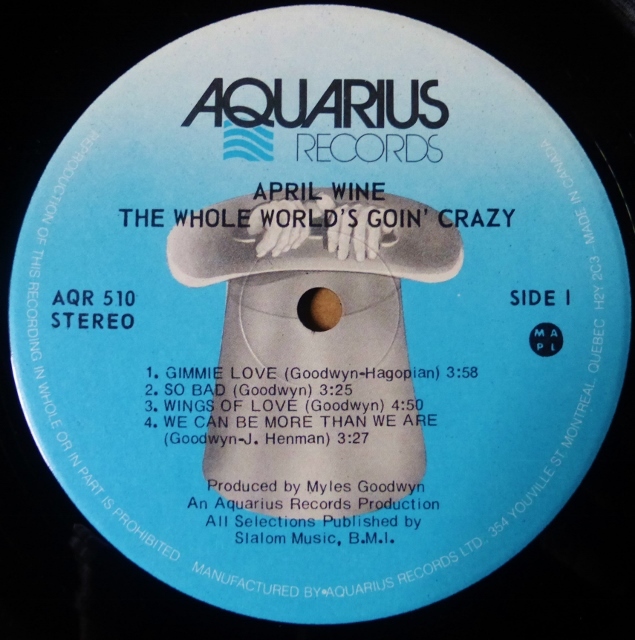 AQUARIUS
RECORDS
APRIL WINE
THE WHOLE WORLD'S GOIN' CRAZY
AQR 510
STEREO
SIDE I
M A
P L
1. GIMMIE LOVE (Goodwyn-Hagopian) 3:58
2. SO BAD (Goodwyn) 3:25
3. WINGS OF LOVE (Goodwyn) 4:50
4. WE CAN BE MORE THAN WE ARE
(Goodwyn-J. Henman) 3:27
Produced by Myles Goodwyn
An Aquarius Records Production
All Selections Published by
Slalom Music, B.M.I.
REPRODUCTION OF THIS RECORDING IN WHOLE OR IN PART IS PROHIBITED MANUFACTURED BY•AQUARIUS RECORDS LTD. 354 YOUVILLE ST. MONTREAL QUEBEC H2Y 2C3 MADE IN CANADA